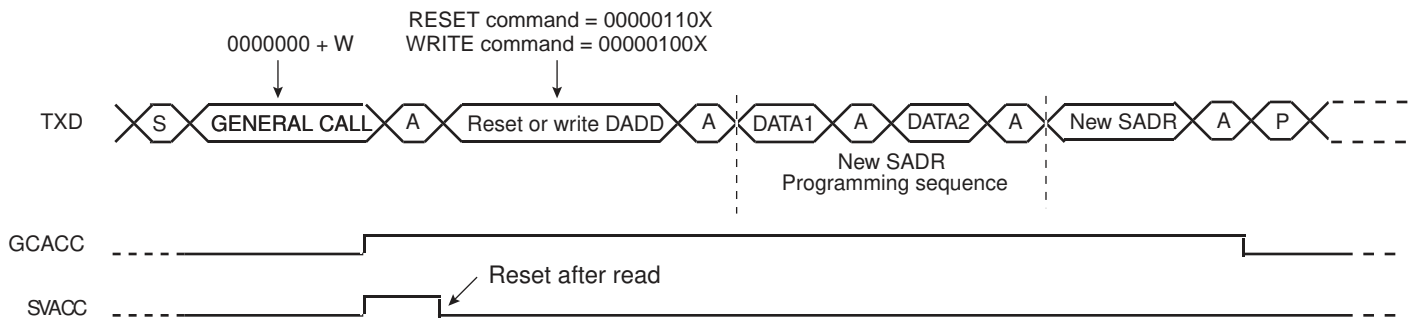 RESET command = 00000110X
0000000 + W
WRITE command = 00000100X
TXD S GENERAL CALL A Reset or write DADD A DATA1 A DATA2 A New SADR A P
New SADR
Programming sequence
GCACC
Reset after read
SVACC